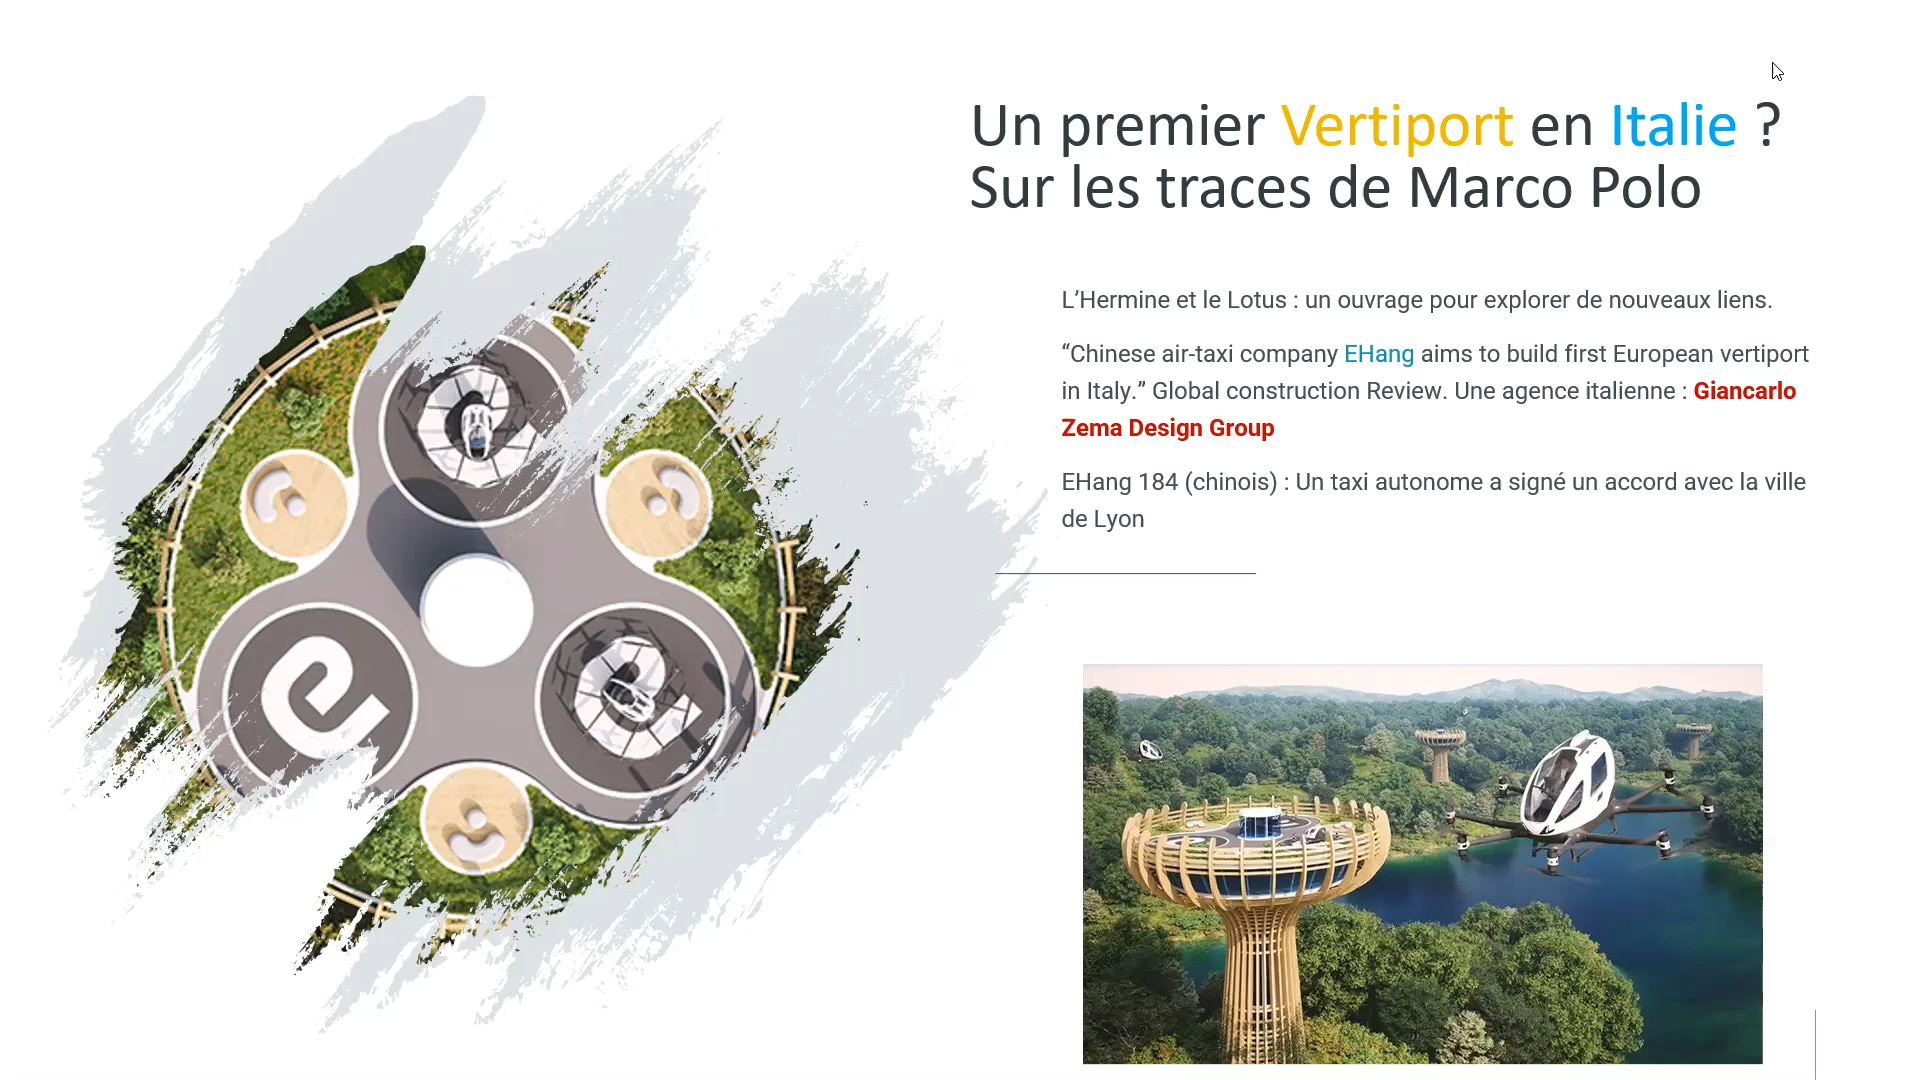 Un premier Vertiport en Italie ?
Sur les traces de Marco Polo
L’Hermine et le Lotus : un ouvrage pour explorer de nouveaux liens.
“Chinese air-taxi company EHang aims to build first European vertiport
in Italy.” Global construction Review. Une agence italienne : Giancarlo
Zema Design Group
EHang 184 (chinois) : Un taxi autonome a signé un accord avec la ville
de Lyon